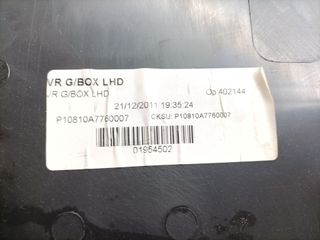 VR G/BOX LHD
VR G/BOX LHD Op:402144
21/12/2011 19:35:24
P10810A7760007 CKSU: P10810A7760007
01954502